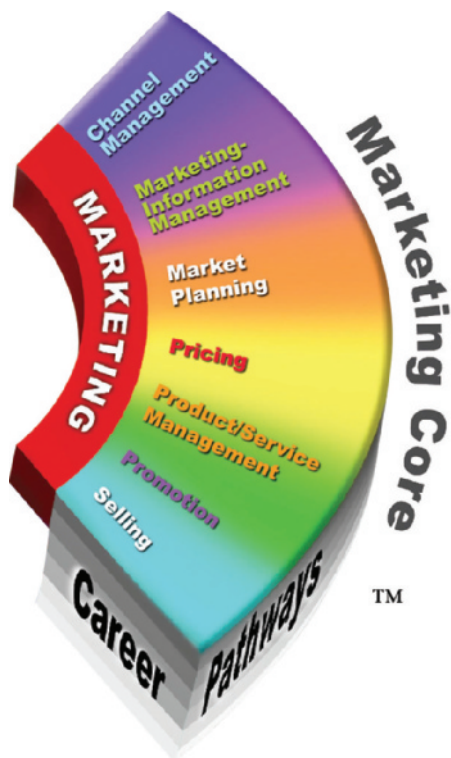 Channel
Management
Marketing-
Information
Management
Market
Planning
Pricing
Product/Service
Management
Promotion
Selling
MARKETING
Marketing Core
TM
Career
Pathways